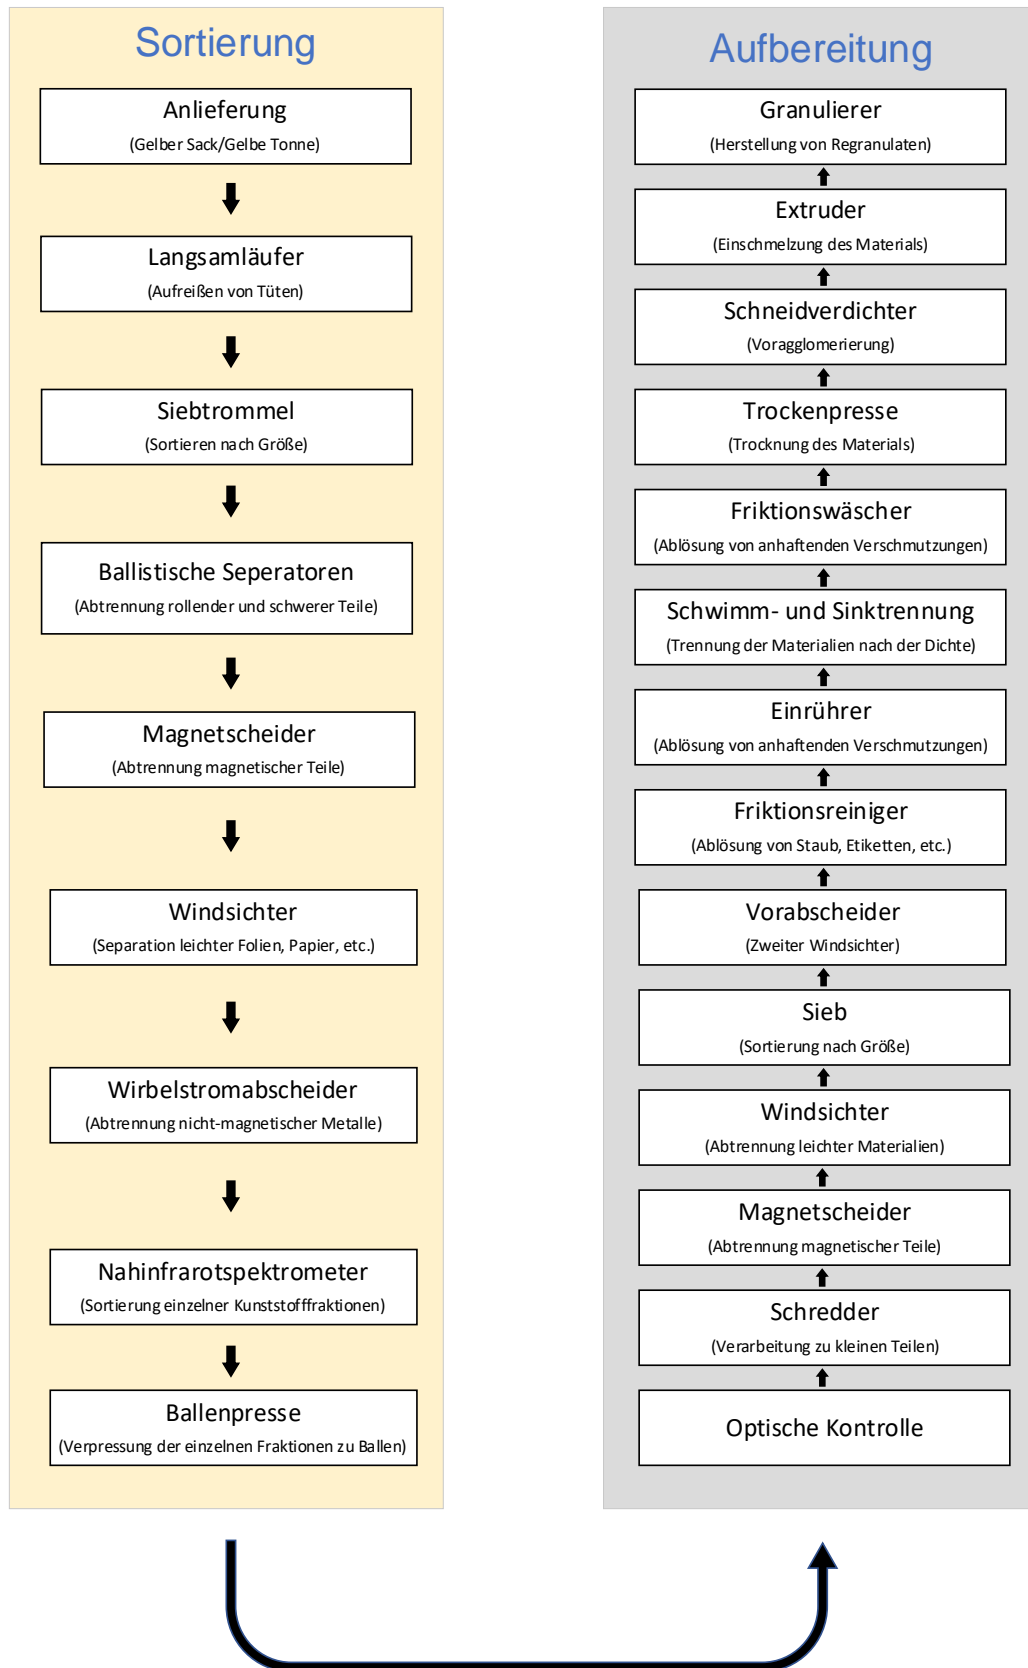 Sortierung
Anlieferung
(Gelber Sack/Gelbe Tonne)
Langsamläufer
(Aufreißen von Tüten)
Siebtrommel
(Sortieren nach Größe)
Ballistische Seperatoren
(Abtrennung rollender und schwerer Teile)
Magnetscheider
(Abtrennung magnetischer Teile)
Windsichter
(Separation leichter Folien, Papier, etc.)
Wirbelstromabscheider
(Abtrennung nicht-magnetischer Metalle)
Nahinfrarotspektrometer
(Sortierung einzelner Kunststofffraktionen)
Ballenpresse
(Verpressung der einzelnen Fraktionen zu Ballen)
Aufbereitung
Granulierer
(Herstellung von Regranulaten)
Extruder
(Einschmelzung des Materials)
Schneidverdichter
(Voragglomerierung)
Trockenpresse
(Trocknung des Materials)
Friktionswäscher
(Ablösung von anhaftenden Verschmutzungen)
Schwimm- und Sinktrennung
(Trennung der Materialien nach der Dichte)
Einrührer
(Ablösung von anhaftenden Verschmutzungen)
Friktionsreiniger
(Ablösung von Staub, Etiketten, etc.)
Vorabscheider
(Zweiter Windsichter)
Sieb
(Sortierung nach Größe)
Windsichter
(Abtrennung leichter Materialien)
Magnetscheider
(Abtrennung magnetischer Teile)
Schredder
(Verarbeitung zu kleinen Teilen)
Optische Kontrolle